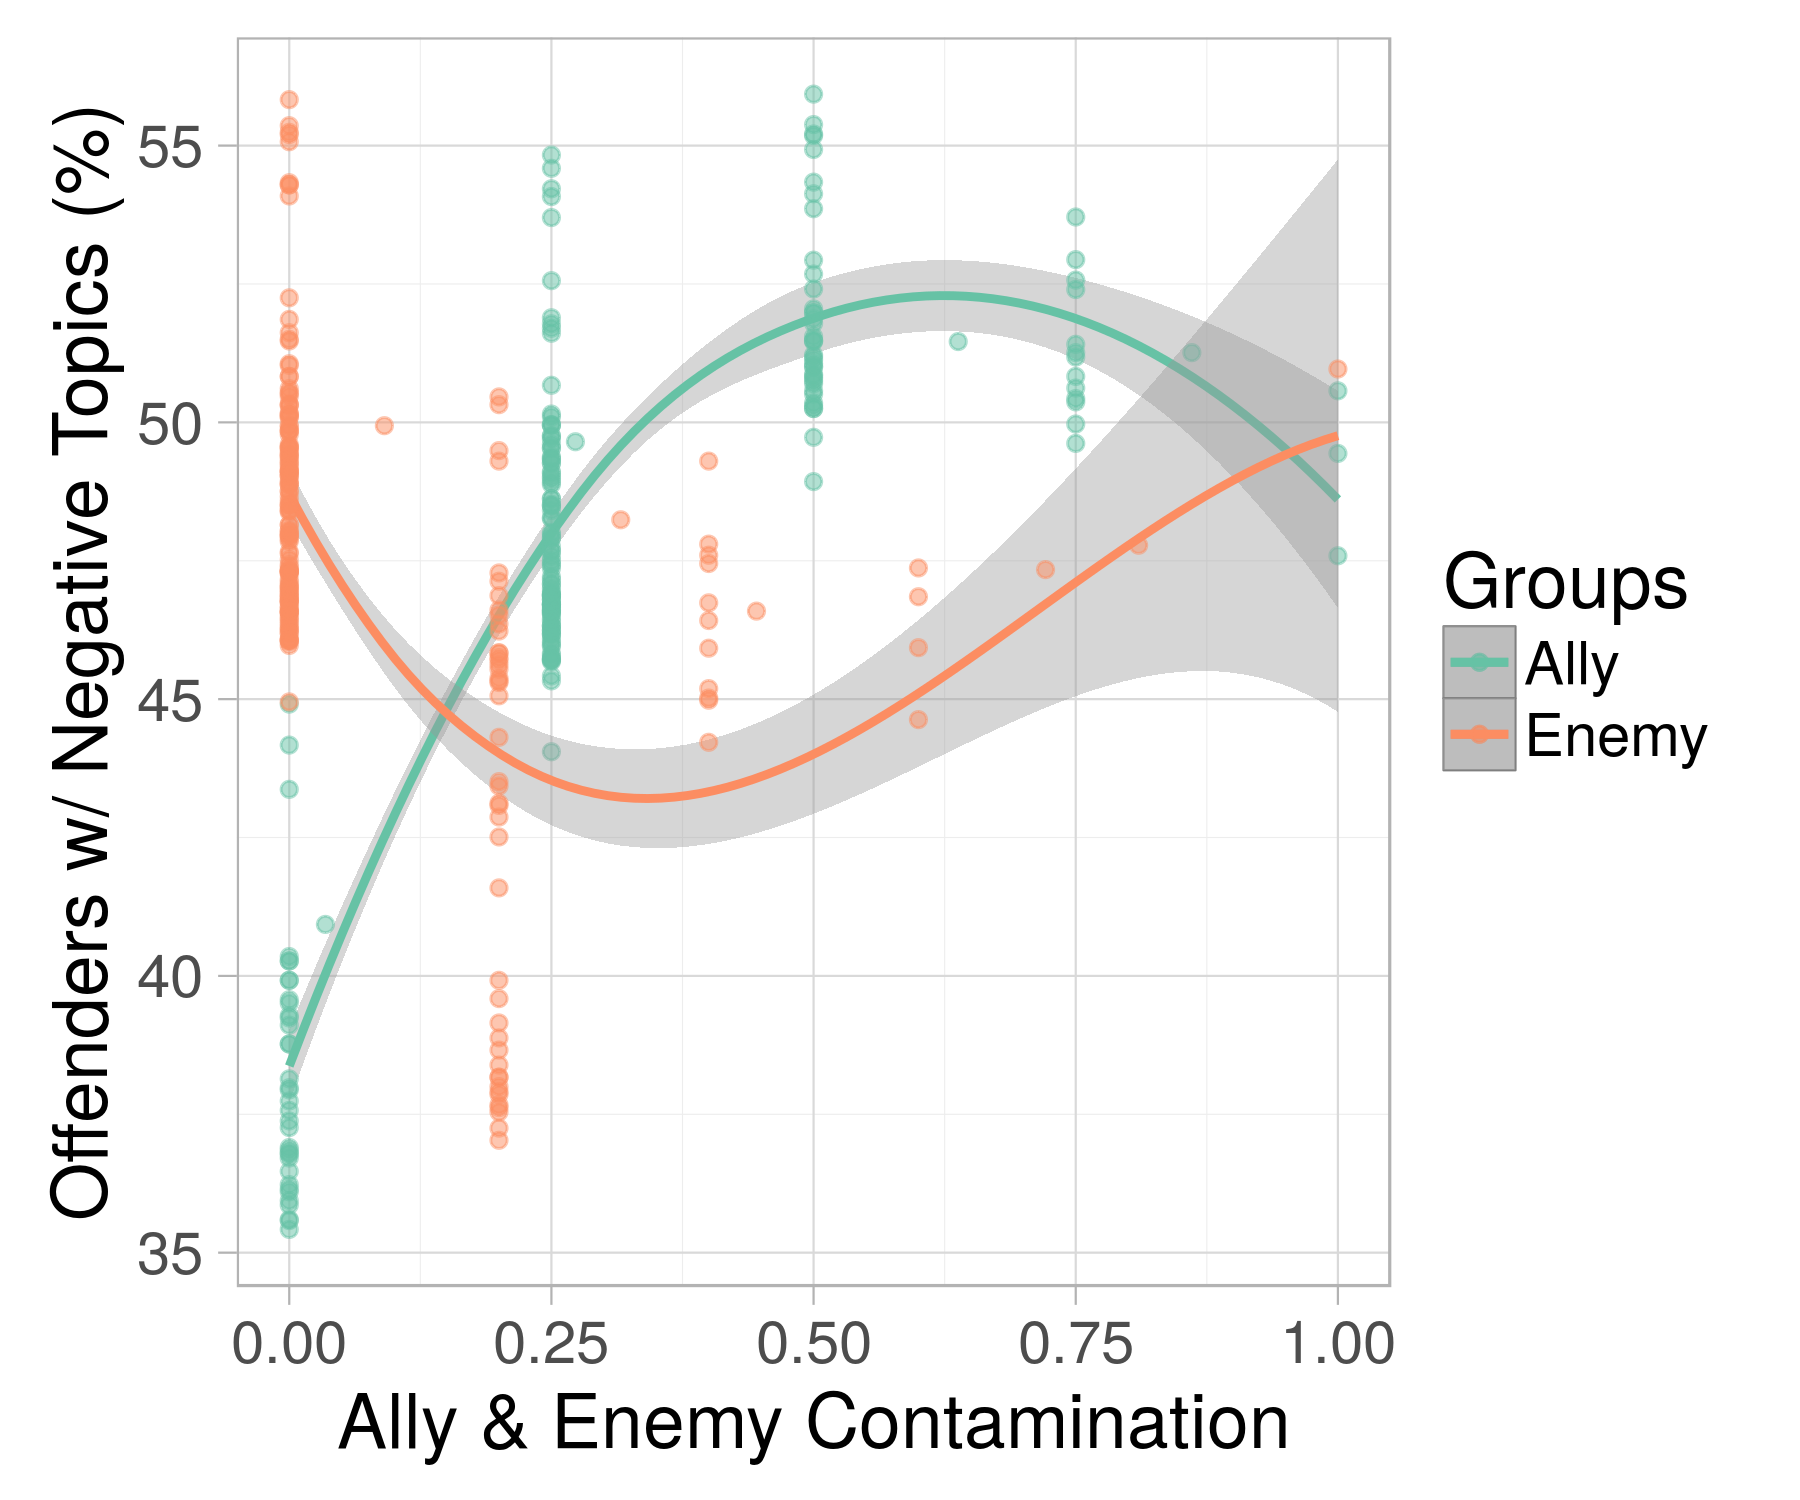 Offenders w/ Negative Topics (%)
55
50
45
40
35
0.00 0.25 0.50 0.75 1.00
Ally & Enemy Contamination
Groups
Ally
Enemy